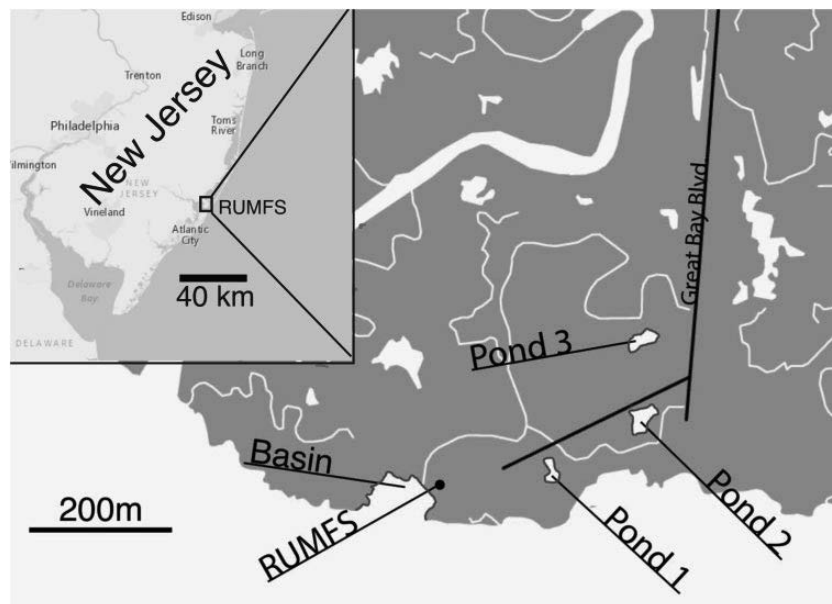 Edison
Long
Branch
Trenton
New Jersey
Philadelphia
Toms
River
ilmington
NEW
JERSEY
RUMFS
Vineland
Atlantic
City
40 km
Delaware
Bay
DELAWARE
Great Bay Blvd.
Pond 3
Basin
200m
RUMFS
Pond 1
Pond 2